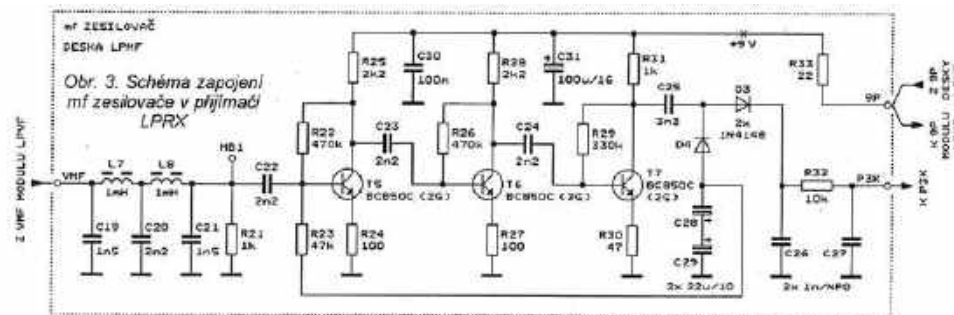 mf ZESILOVAČ
DESKA LPMF
Obr. 3. Schéma zapojení
mf zesilovače v přijímači
LPRX
Z VMF MODULU LPVF
VMF
L7
1mH
L8
1mH
HB1
C22
2n2
C19
1n5
C20
2n2
C21
1n5
R21
1k
R22
470k
R23
47k
R25
2k2
C30
100n
C23
2n2
T5
BC850C (2G)
R24
100
R26
470k
R28
2k2
C31
100u/16
C24
2n2
T6
BC850C (2G)
R27
100
R29
330k
R31
1k
T7
BC850C
(2G)
R30
47
+9V
C25
D3
2x
1N4148
D4
C28
C29
2x 22u/10
R33
22
9P
Z 9P DESKY
K 9P MODULU
R32
10k
P3K
K P3K
C26
C27
2x 1n/NPO